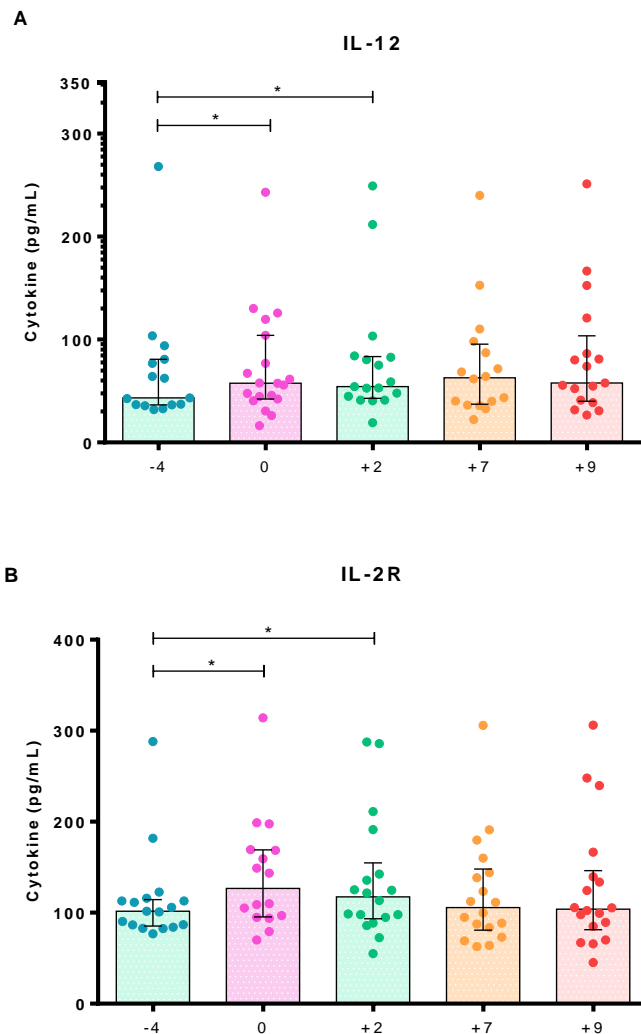 A
IL-12
Cytokine (pg/mL)
350
300
200
100
0
*
*
-4 0 +2 +7 +9
B
IL-2R
Cytokine (pg/mL)
400
300
200
100
0
*
*
-4 0 +2 +7 +9